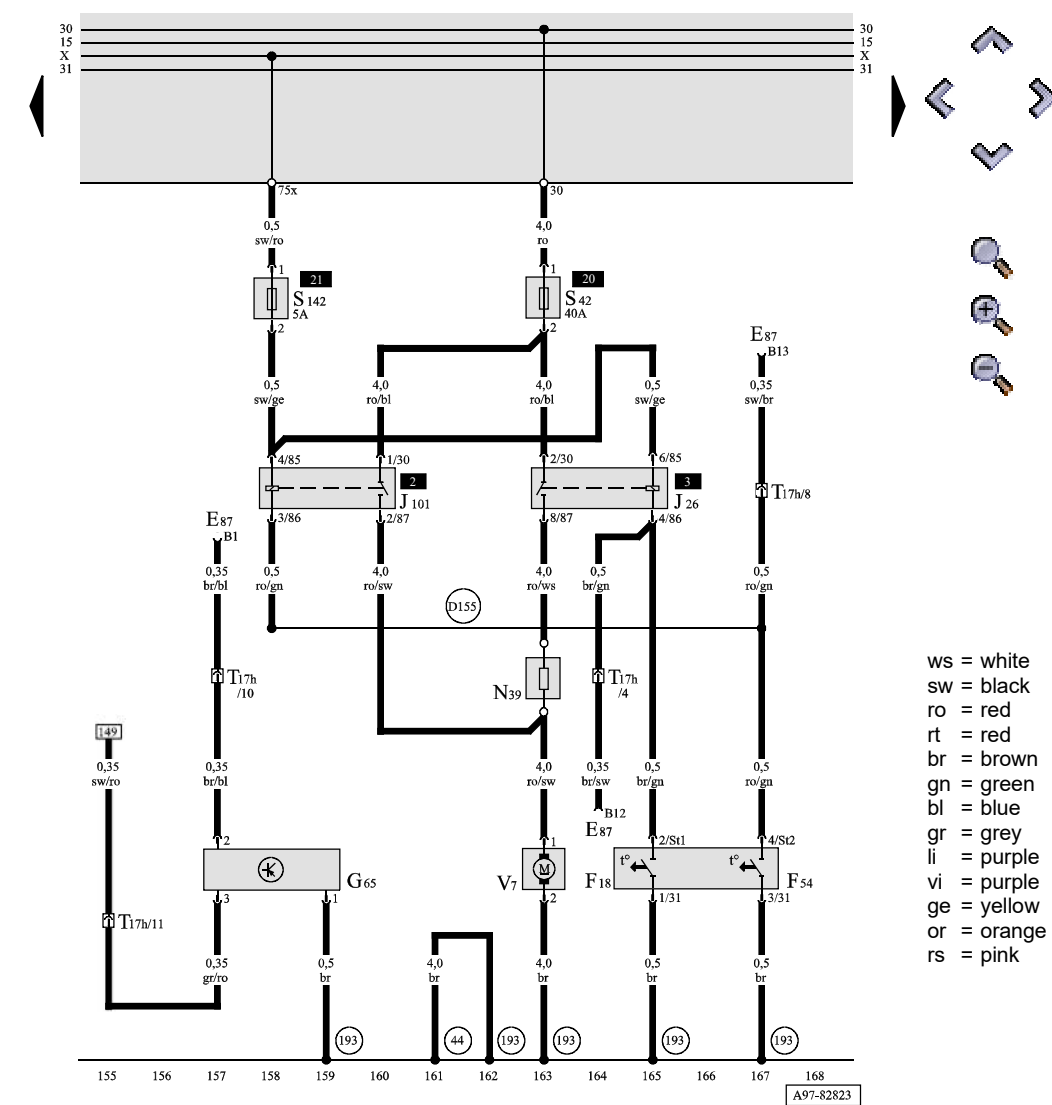 30 30
15 15
X X
31 31
75x 30
0,5 4,0
sw/ro ro
1 21 1 20
S 142 S 42
5A 40A
2 2
E87
B13
0,5 4,0 4,0 0,5 0,35
sw/ge ro/bl ro/bl sw/ge sw/br
4/85 1/30 2/30 6/85
2 3
J 101 J 26
T17h/8
3/86 2/87 8/87 4/86
E87
B1
0,35 0,5 4,0 4,0 0,5 0,5
br/bl ro/gn ro/sw ro/ws br/gn ro/gn
D155
T17h T17h
/10 N39 /4
149
0,35 0,35 4,0 0,35 0,5 0,5
sw/ro br/bl ro/sw br/sw br/gn ro/gn
B12
E87
2 1 2/St1 4/St2
t° t°
G65 V7 M F18 F54
3 1 2 1/31 3/31
T17h/11
0,35 0,5 4,0 4,0 0,5 0,5
gr/ro br br br br br
193 44 193 193 193 193
155 156 157 158 159 160 161 162 163 164 165 166 167 168
A97-82823
ws = white
sw = black
ro = red
rt = red
br = brown
gn = green
bl = blue
gr = grey
li = purple
vi = purple
ge = yellow
or = orange
rs = pink